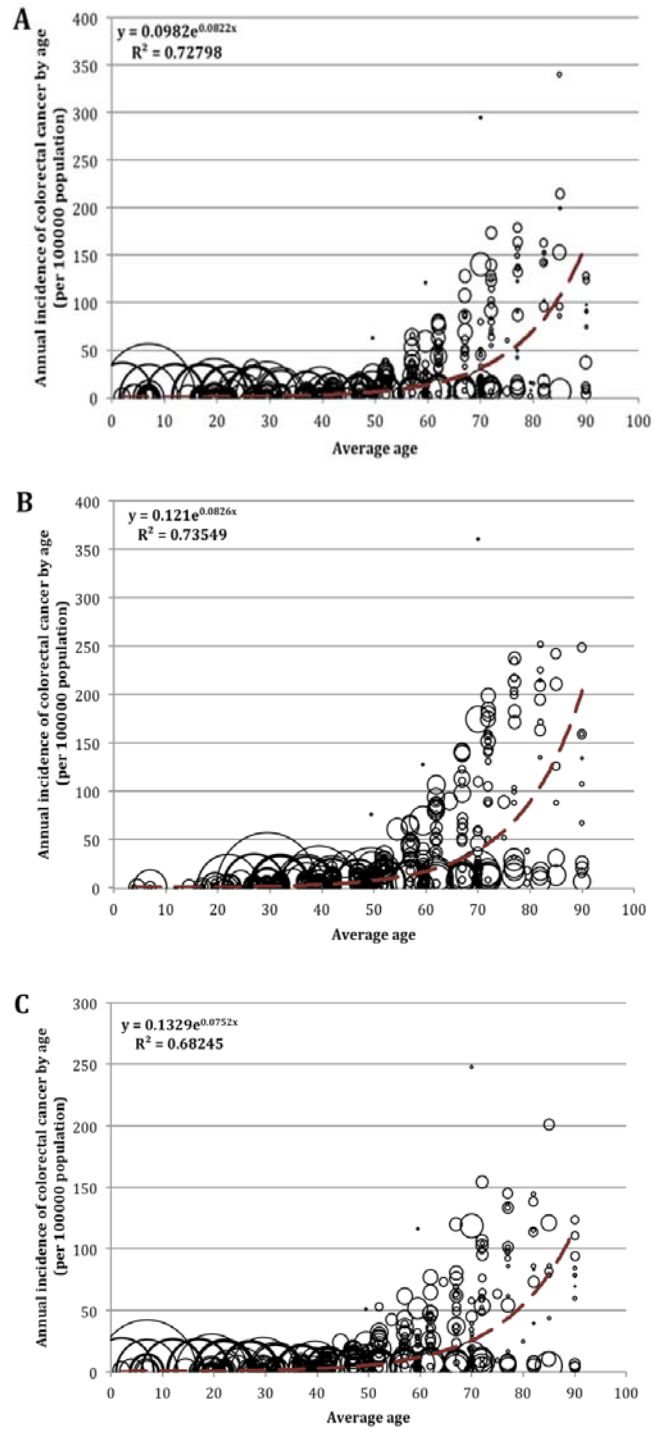 A
y = 0.0982e^0.0822x
R² = 0.72798
Annual incidence of colorectal cancer by age
(per 100000 population)
400
350
300
250
200
150
100
50
0
0 10 20 30 40 50 60 70 80 90 100
Average age
B
y = 0.121e^0.0826x
R² = 0.73549
Annual incidence of colorectal cancer by age
(per 100000 population)
400
350
300
250
200
150
100
50
0
0 10 20 30 40 50 60 70 80 90 100
Average age
C
y = 0.1329e^0.0752x
R² = 0.68245
Annual incidence of colorectal cancer by age
(per 100000 population)
300
250
200
150
100
50
0
0 10 20 30 40 50 60 70 80 90 100
Average age